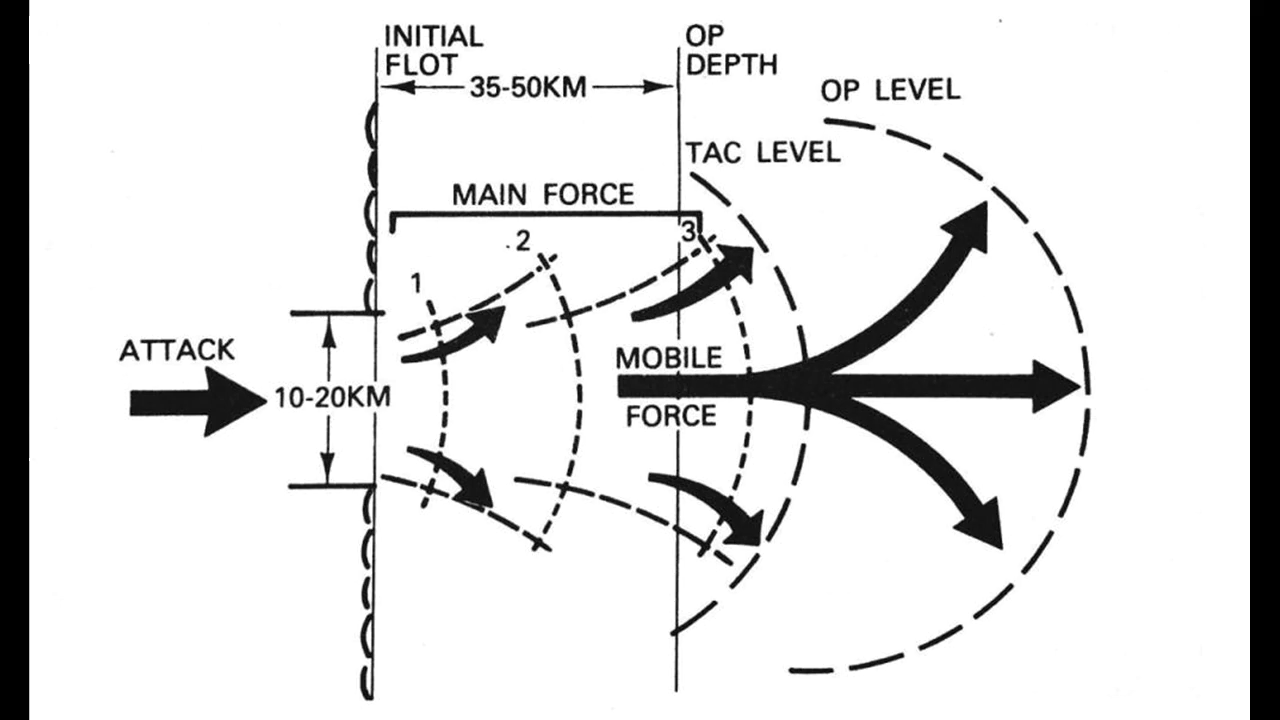 INITIAL
FLOT
OP
DEPTH
35-50KM
OP LEVEL
TAC LEVEL
MAIN FORCE
1
2
3
ATTACK
10-20KM
MOBILE
FORCE